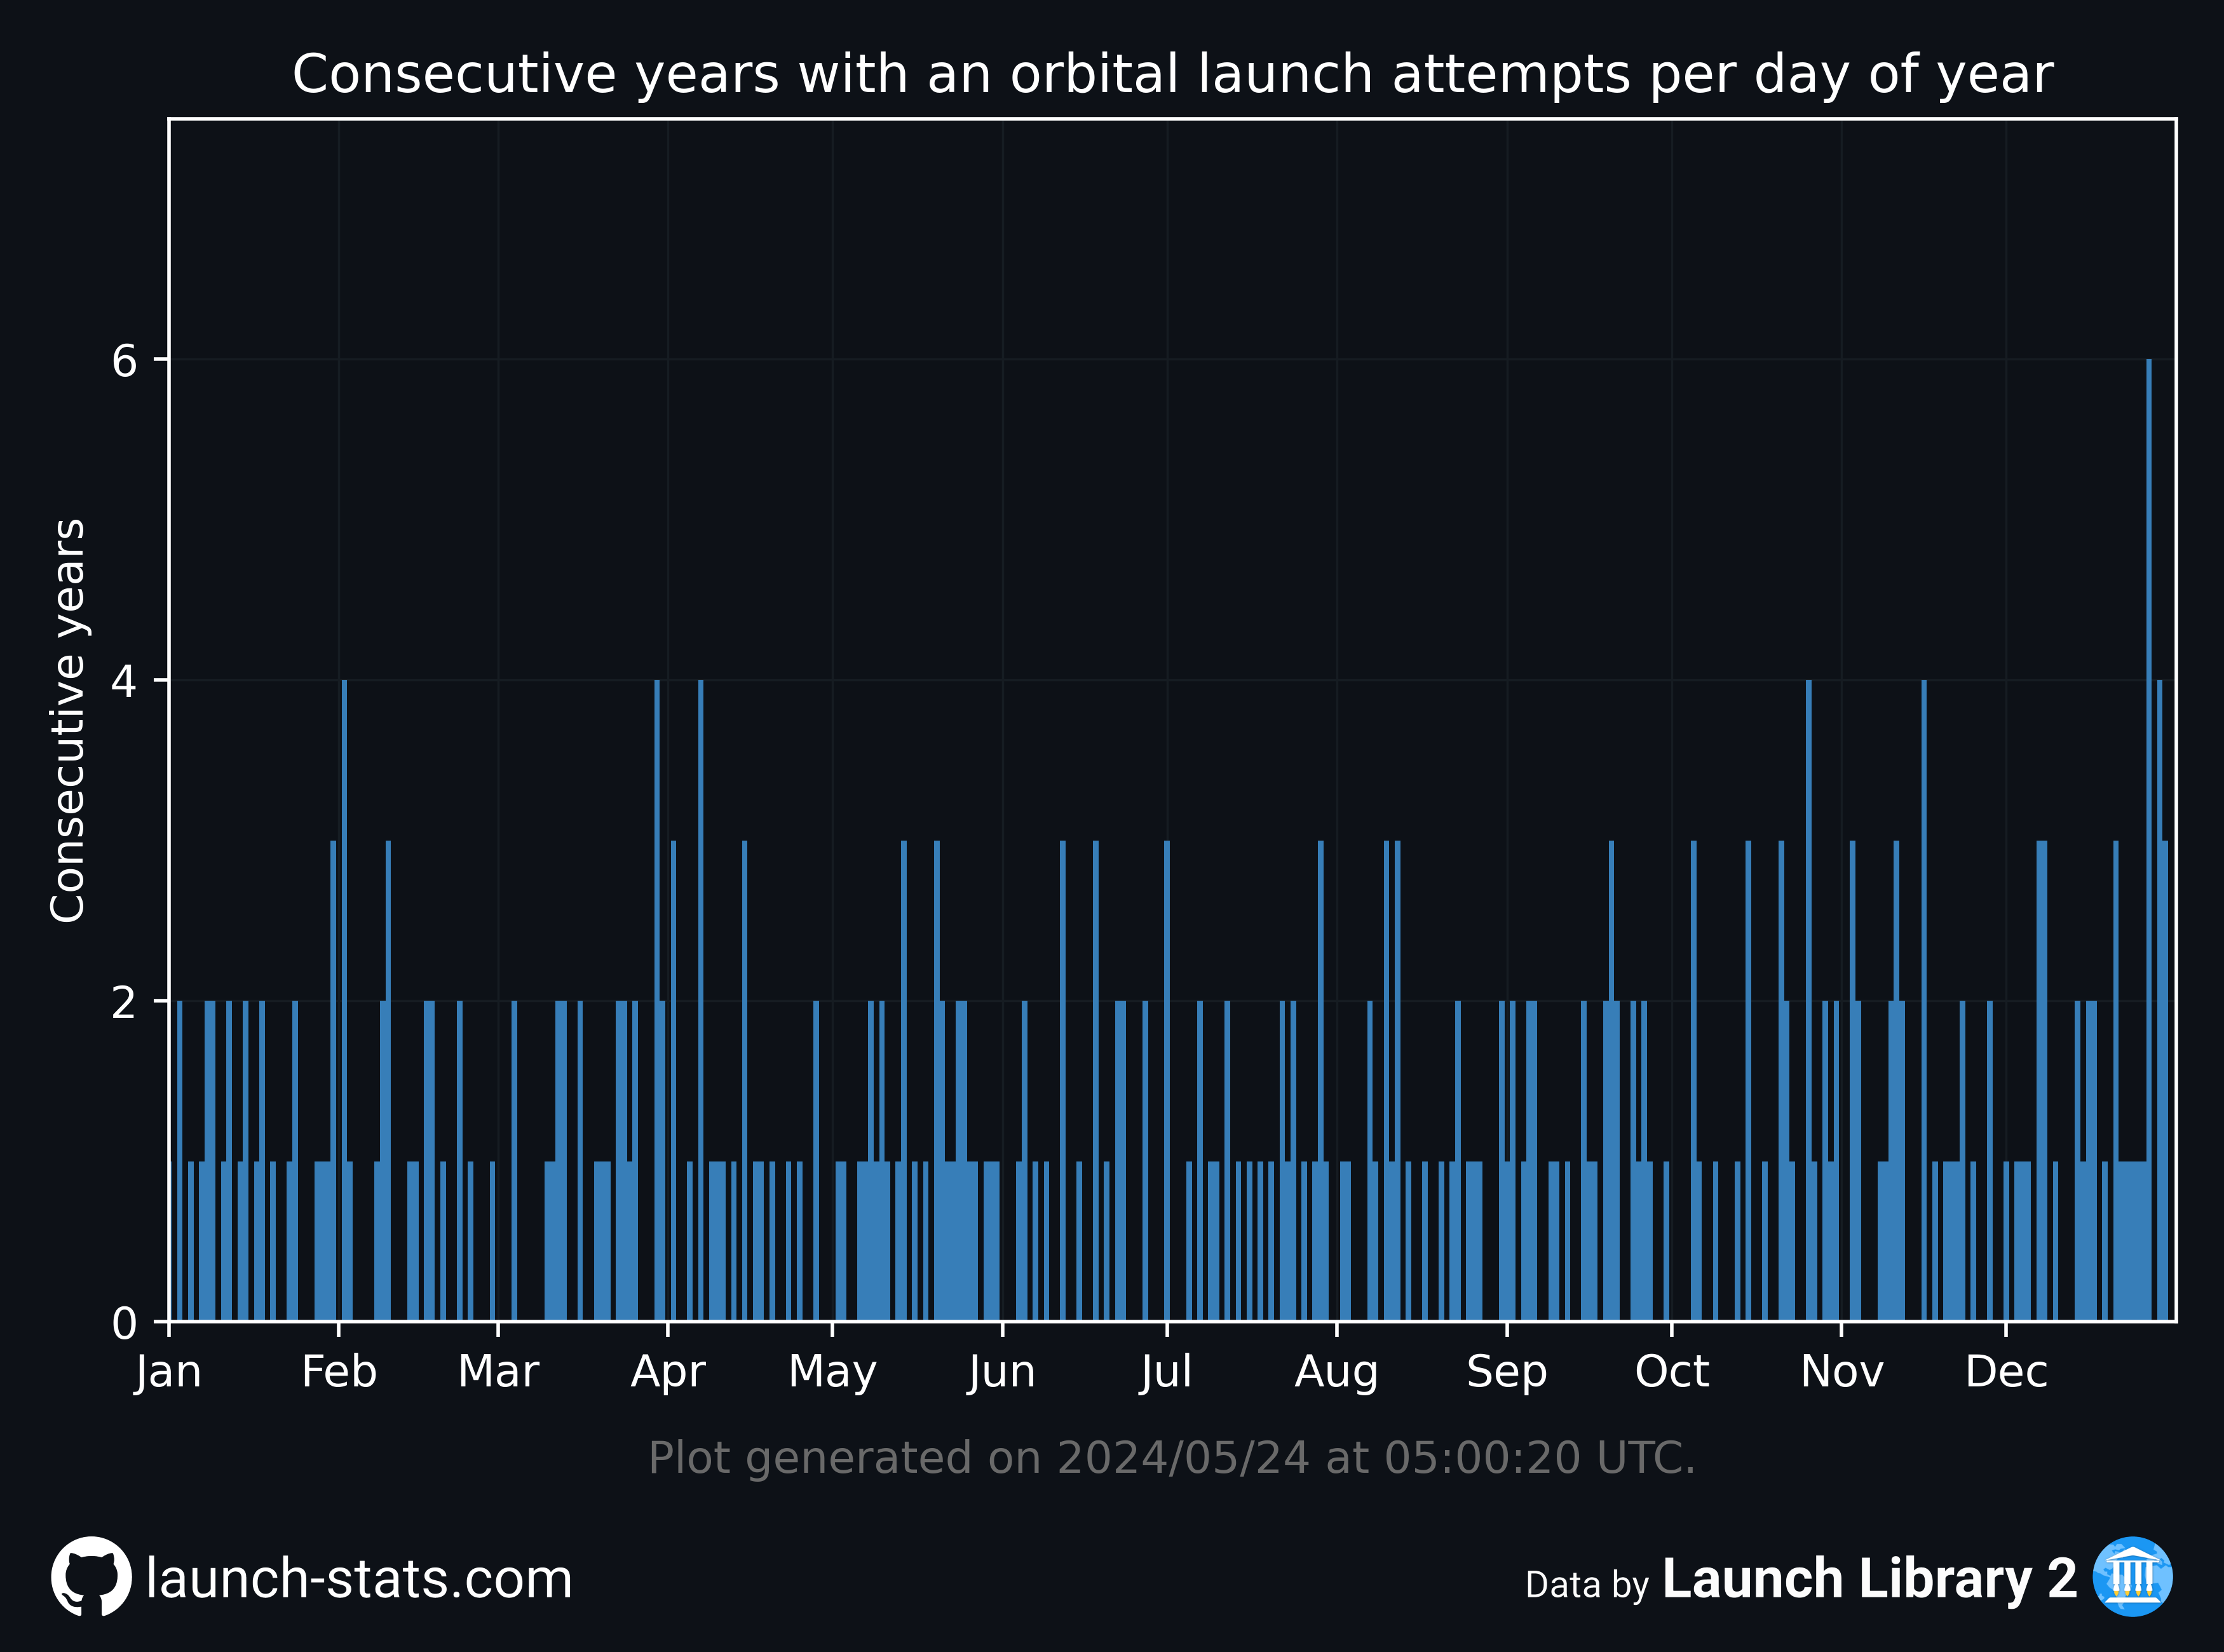 Consecutive years with an orbital launch attempts per day of year
Consecutive years
6
4
2
0
Jan Feb Mar Apr May Jun Jul Aug Sep Oct Nov Dec
Plot generated on 2024/05/24 at 05:00:20 UTC.
launch-stats.com
Data by Launch Library 2